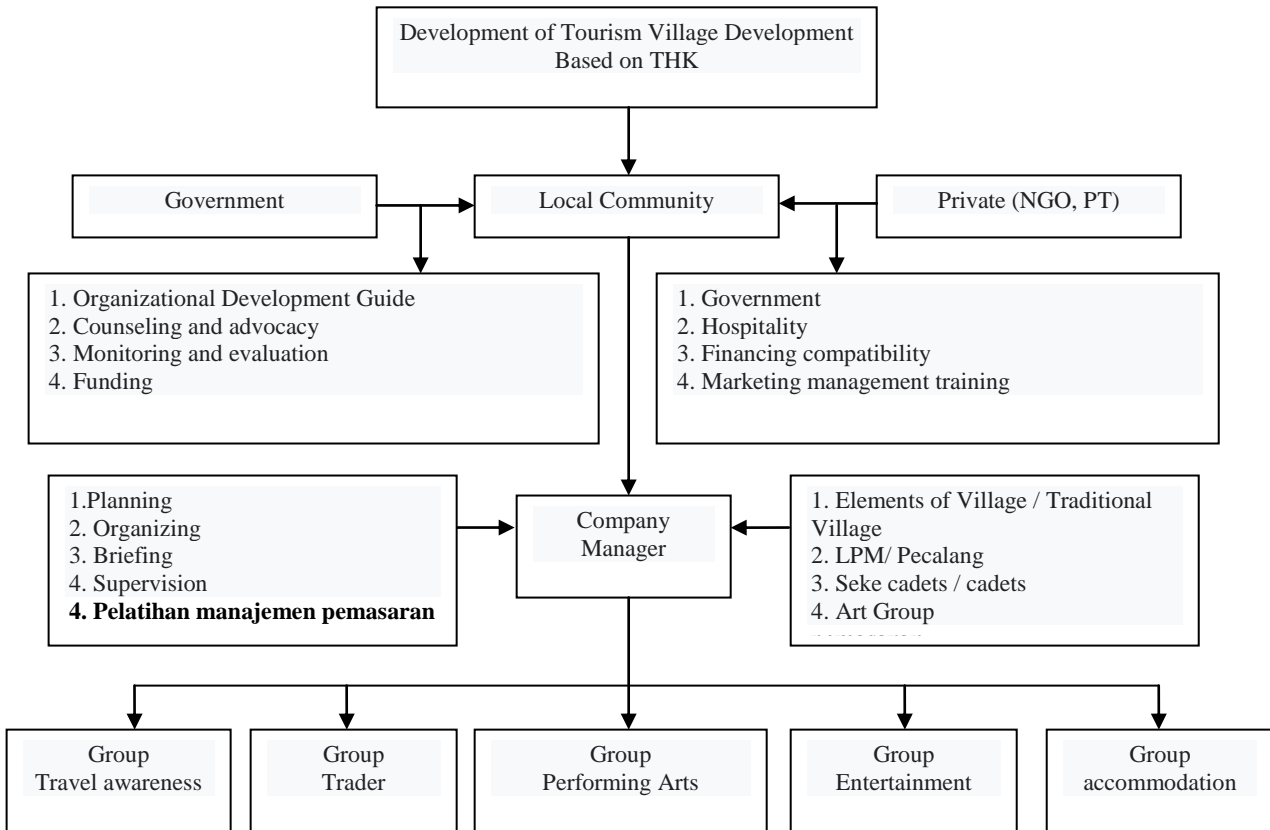 Development of Tourism Village Development
Based on THK
Government
Local Community
Private (NGO, PT)
1. Organizational Development Guide
2. Counseling and advocacy
3. Monitoring and evaluation
4. Funding
1. Government
2. Hospitality
3. Financing compatibility
4. Marketing management training
1.Planning
2. Organizing
3. Briefing
4. Supervision
4. Pelatihan manajemen pemasaran
Company
Manager
1. Elements of Village / Traditional
Village
2. LPM/ Pecalang
3. Seke cadets / cadets
4. Art Group
Group
Travel awareness
Group
Trader
Group
Performing Arts
Group
Entertainment
Group
accommodation